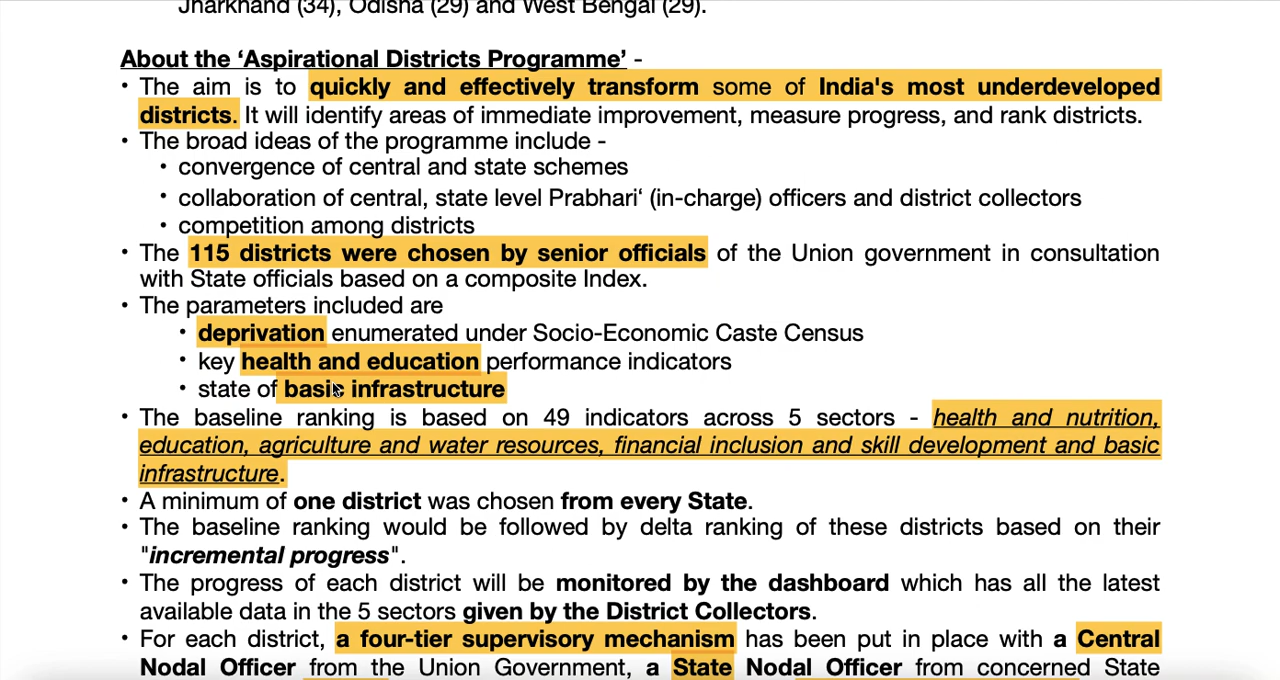 Jharkhand (34), Odisha (29) and West Bengal (29).
About the ‘Aspirational Districts Programme’ -
• The aim is to quickly and effectively transform some of India's most underdeveloped
districts. It will identify areas of immediate improvement, measure progress, and rank districts.
• The broad ideas of the programme include -
• convergence of central and state schemes
• collaboration of central, state level Prabhari‘ (in-charge) officers and district collectors
• competition among districts
• The 115 districts were chosen by senior officials of the Union government in consultation
with State officials based on a composite Index.
• The parameters included are
• deprivation enumerated under Socio-Economic Caste Census
• key health and education performance indicators
• state of basic infrastructure
• The baseline ranking is based on 49 indicators across 5 sectors - health and nutrition,
education, agriculture and water resources, financial inclusion and skill development and basic
infrastructure.
• A minimum of one district was chosen from every State.
• The baseline ranking would be followed by delta ranking of these districts based on their
"incremental progress".
• The progress of each district will be monitored by the dashboard which has all the latest
available data in the 5 sectors given by the District Collectors.
• For each district, a four-tier supervisory mechanism has been put in place with a Central
Nodal Officer from the Union Government, a State Nodal Officer from concerned State